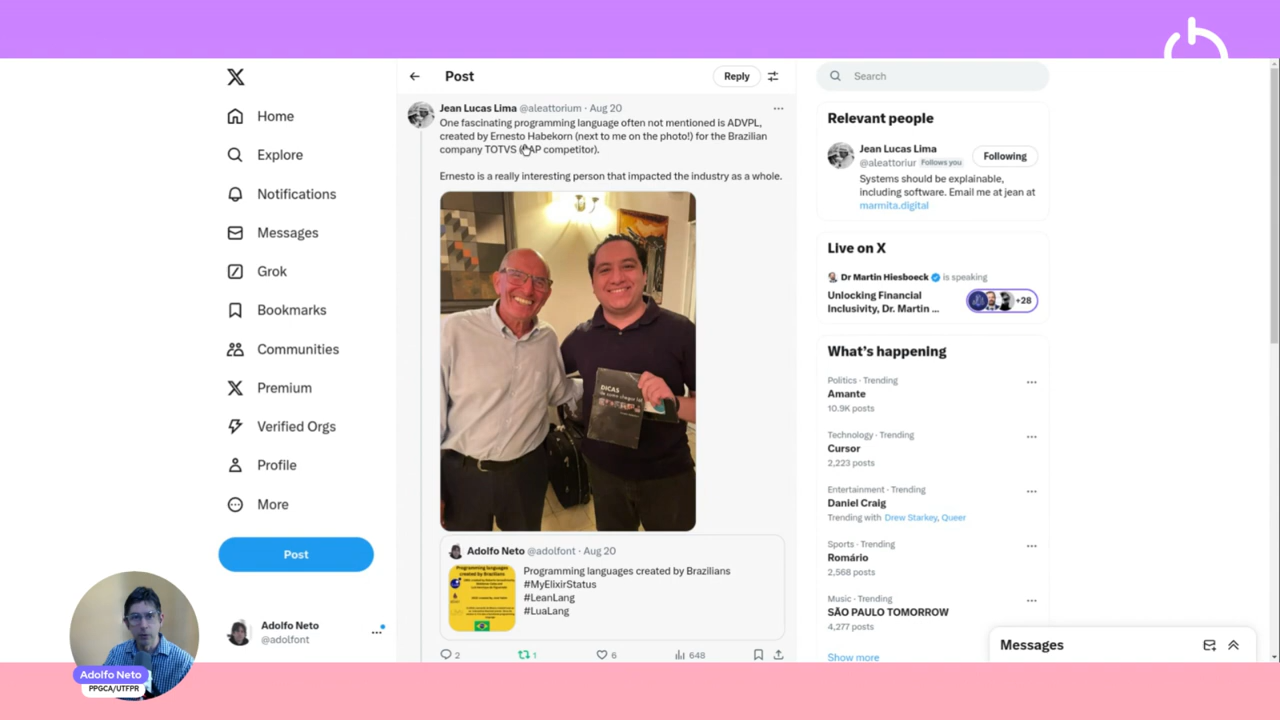 Home
Explore
Notifications
Messages
Grok
Bookmarks
Communities
Premium
Verified Orgs
Profile
More
Post
Adolfo Neto
@adolfont
Adolfo Neto
PPGCA/UTFPR
Post
Reply
Jean Lucas Lima @aleattorium · Aug 20
One fascinating programming language often not mentioned is ADVPL,
created by Ernesto Habekorn (next to me on the photo!) for the Brazilian
company TOTVS (SAP competitor).
Ernesto is a really interesting person that impacted the industry as a whole.
DICAS
Adolfo Neto @adolfont · Aug 20
Programming languages
created by Brazilians
Programming languages created by Brazilians
#MyElixirStatus
#LeanLang
#LuaLang
2
1
6
648
Search
Relevant people
Jean Lucas Lima
@aleattoriur Follows you
Following
Systems should be explainable,
including software. Email me at jean at
marmita.digital
Live on X
Dr Martin Hiesboeck is speaking
Unlocking Financial
Inclusivity, Dr. Martin ...
+28
What's happening
Politics · Trending
Amante
10.9K posts
Technology · Trending
Cursor
2,223 posts
Entertainment · Trending
Daniel Craig
Trending with Drew Starkey, Queer
Sports · Trending
Romário
2,568 posts
Music · Trending
SÃO PAULO TOMORROW
4,277 posts
Show more
Messages